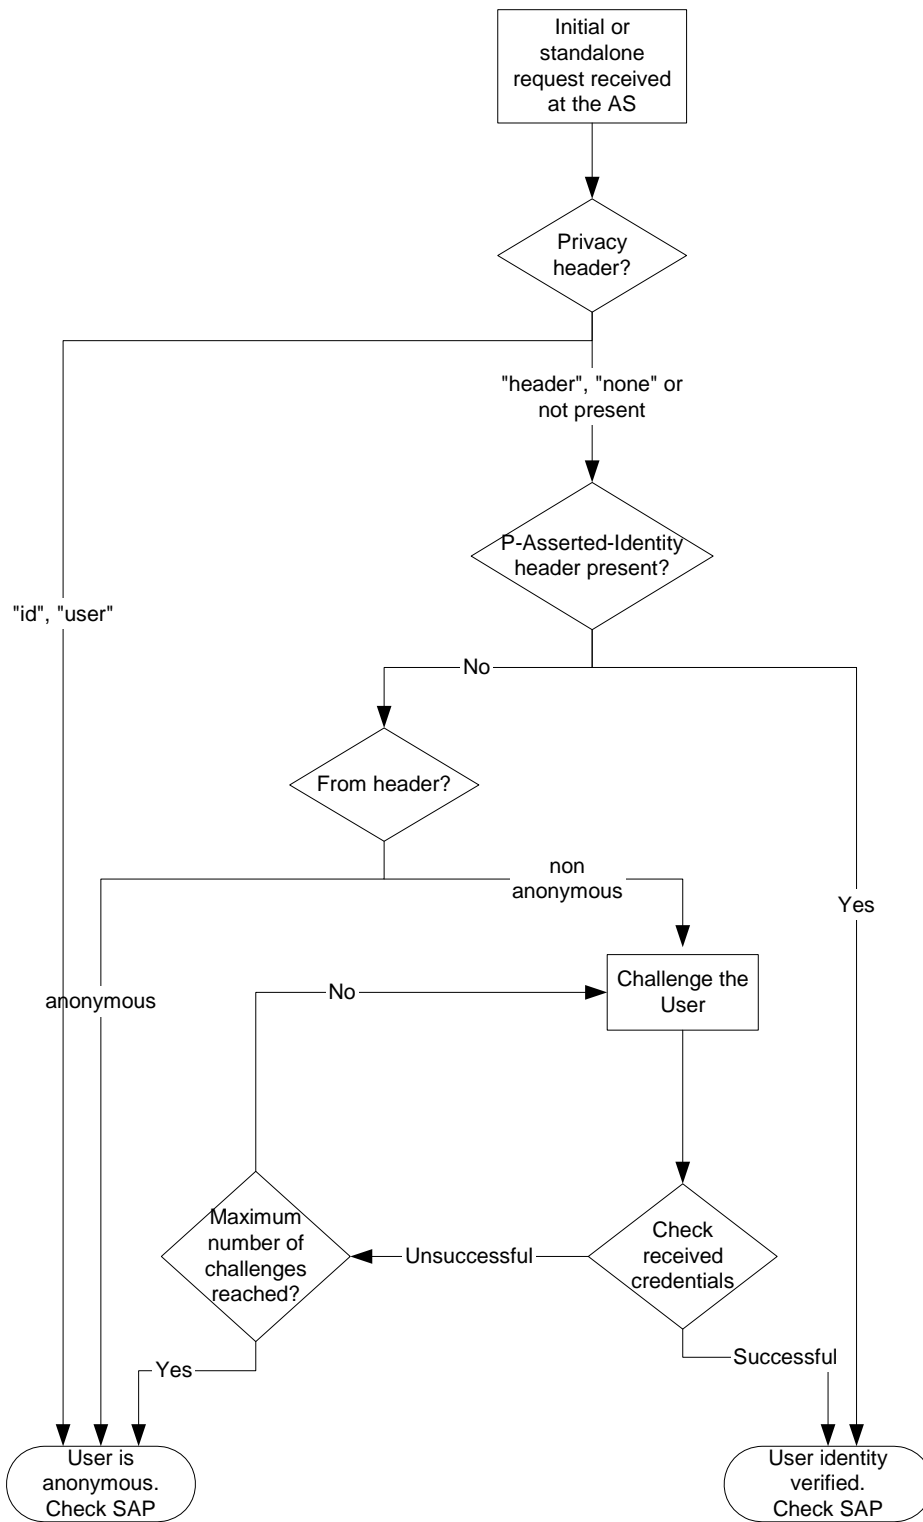 Initial or
standalone
request received
at the AS
Privacy
header?
"header", "none" or
not present
P-Asserted-Identity
header present?
"id", "user"
No
From header?
non
anonymous
Yes
anonymous
No
Challenge the
User
Maximum
number of
challenges
reached?
Unsuccessful
Check
received
credentials
Yes
Successful
User is
anonymous.
Check SAP
User identity
verified.
Check SAP